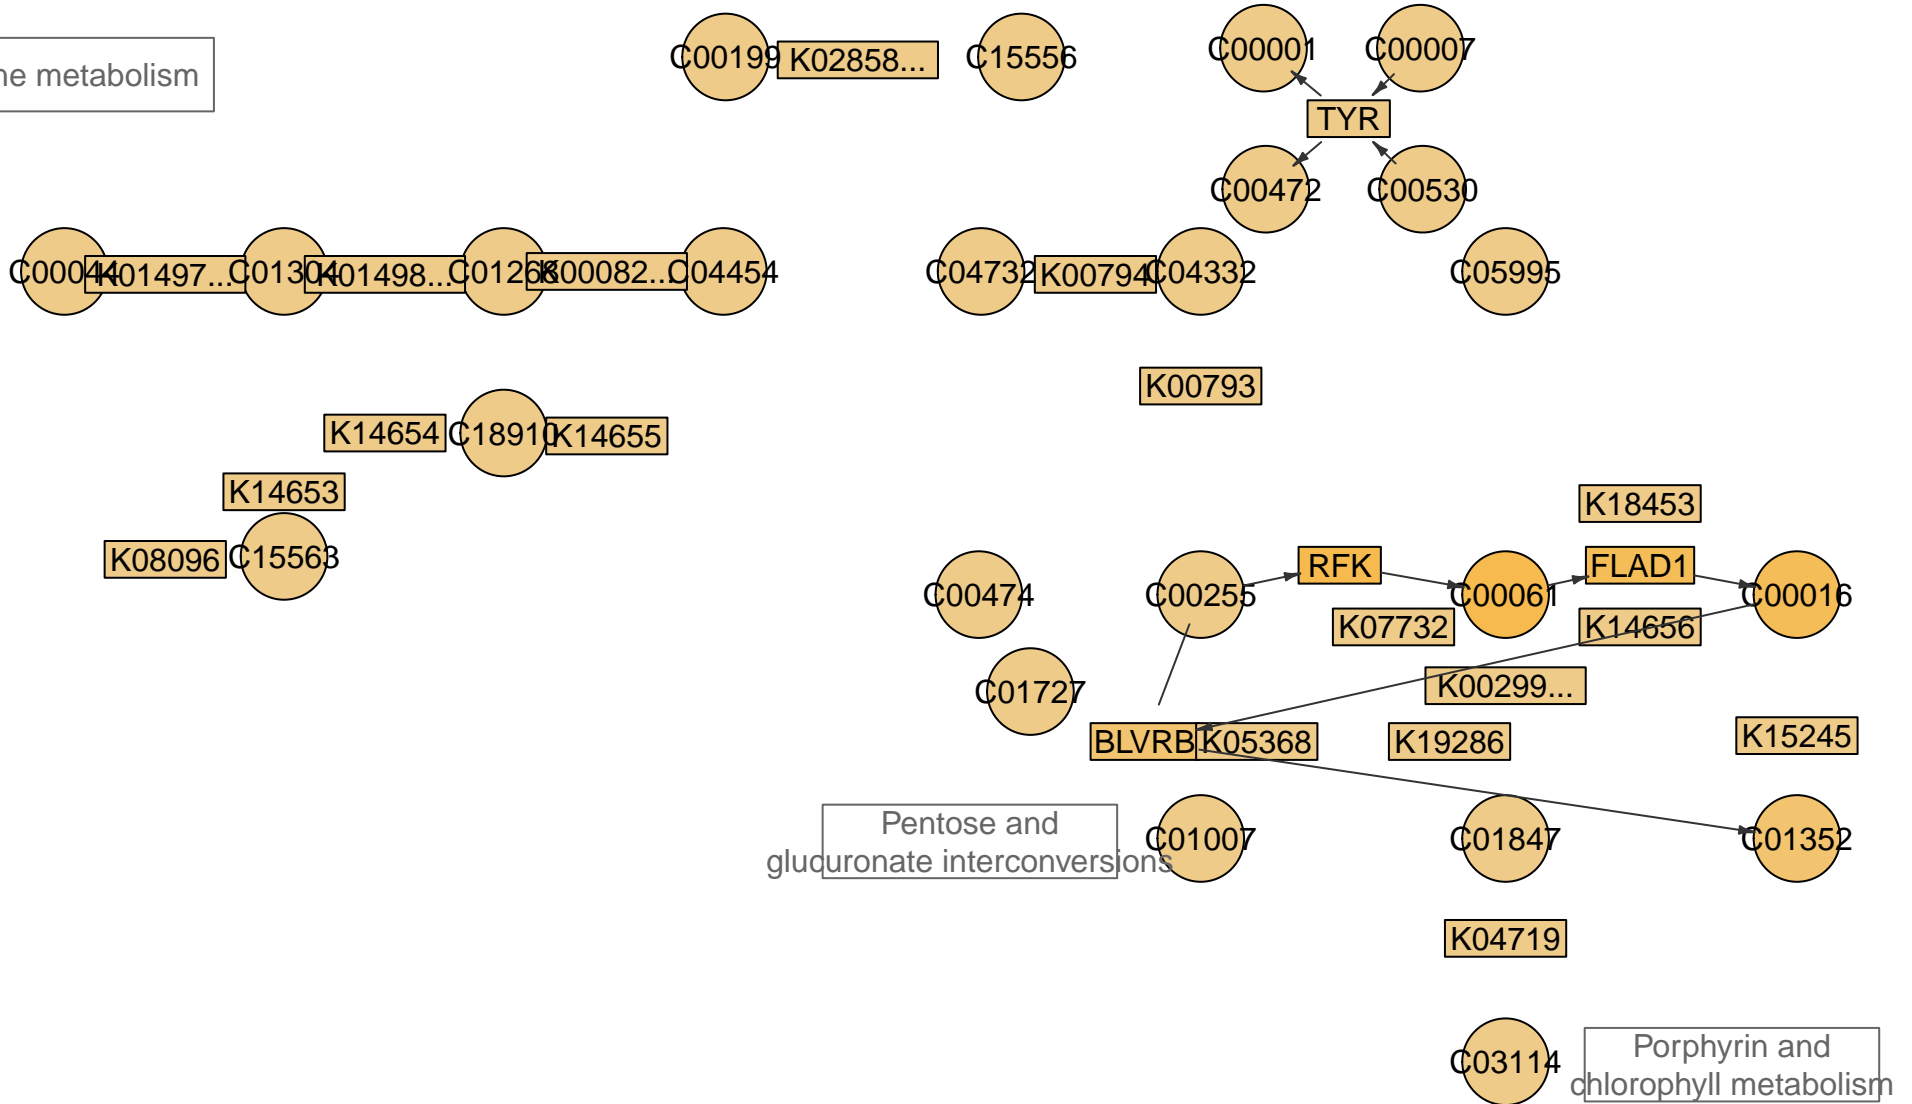 C00199
K02858...
C15556
C00001
C00007
ne metabolism
TYR
C00472
C00530
C00044
K01497...
C01304
K01498...
C01268
K00082...
C04454
C04732
K00794
C04332
C05995
K00793
K14654
C18910
K14655
K14653
K08096
C15563
K18453
C00474
C00255
RFK
C00061
FLAD1
C00016
K07732
K14656
C01727
K00299...
BLVRB
K05368
K19286
K15245
Pentose and
glucuronate interconversions
C01007
C01847
C01352
K04719
C03114
Porphyrin and
chlorophyll metabolism